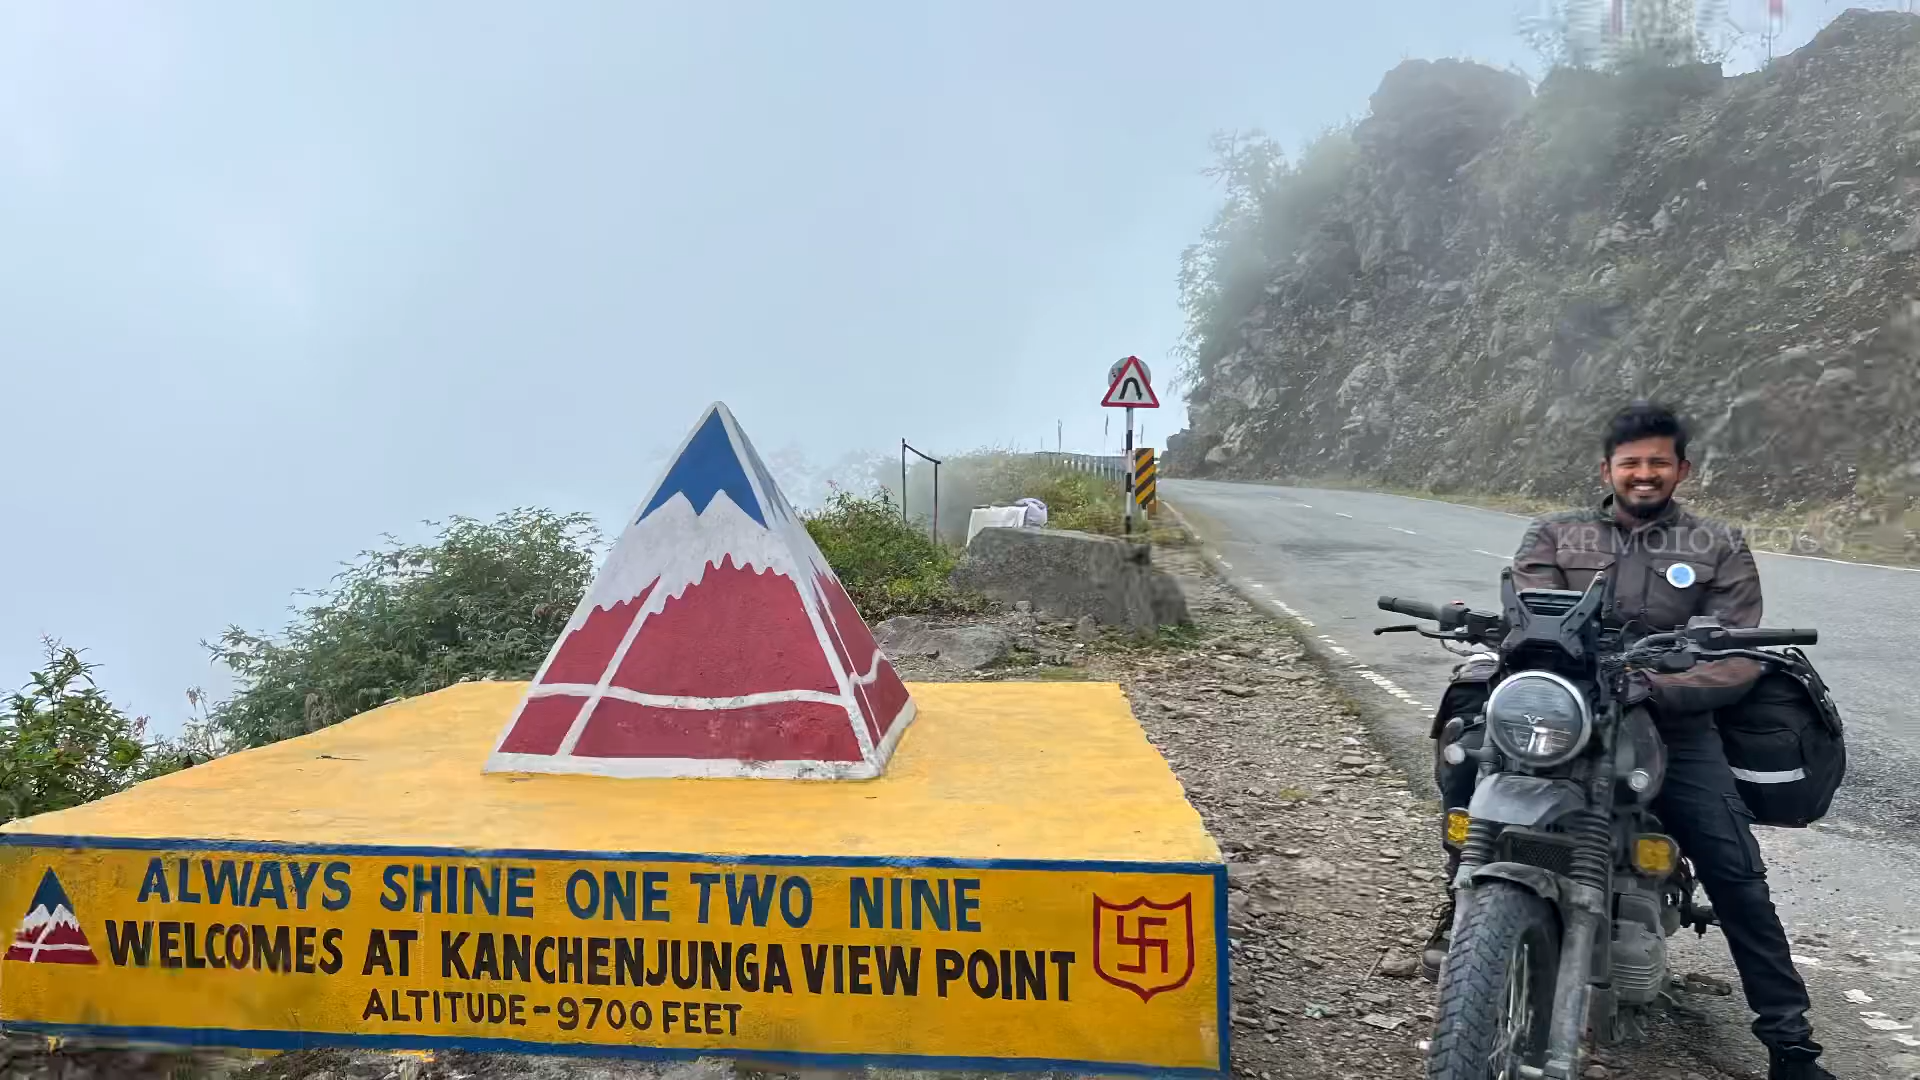 KR MOTO VLOGS
ALWAYS SHINE ONE TWO NINE
WELCOMES AT KANCHENJUNGA VIEW POINT
ALTITUDE - 9700 FEET